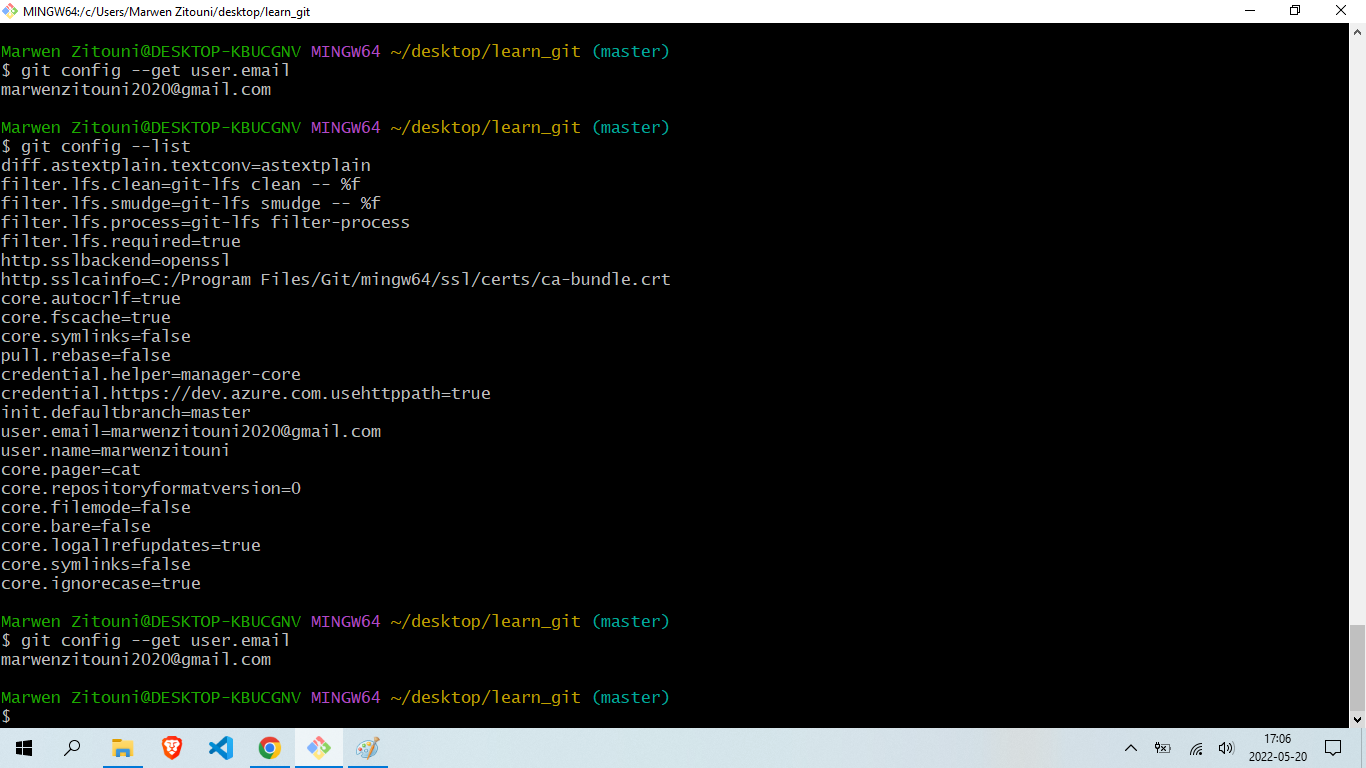 MINGW64:/c/Users/Marwen Zitouni/desktop/learn_git
Marwen Zitouni@DESKTOP-KBUCGNV MINGW64 ~/desktop/learn_git (master)
$ git config --get user.email
marwenzitouni2020@gmail.com
Marwen Zitouni@DESKTOP-KBUCGNV MINGW64 ~/desktop/learn_git (master)
$ git config --list
diff.astextplain.textconv=astextplain
filter.lfs.clean=git-lfs clean -- %f
filter.lfs.smudge=git-lfs smudge -- %f
filter.lfs.process=git-lfs filter-process
filter.lfs.required=true
http.sslbackend=openssl
http.sslcainfo=C:/Program Files/Git/mingw64/ssl/certs/ca-bundle.crt
core.autocrlf=true
core.fscache=true
core.symlinks=false
pull.rebase=false
credential.helper=manager-core
credential.https://dev.azure.com.usehttppath=true
init.defaultbranch=master
user.email=marwenzitouni2020@gmail.com
user.name=marwenzitouni
core.pager=cat
core.repositoryformatversion=0
core.filemode=false
core.bare=false
core.logallrefupdates=true
core.symlinks=false
core.ignorecase=true
Marwen Zitouni@DESKTOP-KBUCGNV MINGW64 ~/desktop/learn_git (master)
$ git config --get user.email
marwenzitouni2020@gmail.com
Marwen Zitouni@DESKTOP-KBUCGNV MINGW64 ~/desktop/learn_git (master)
$
17:06
2022-05-20